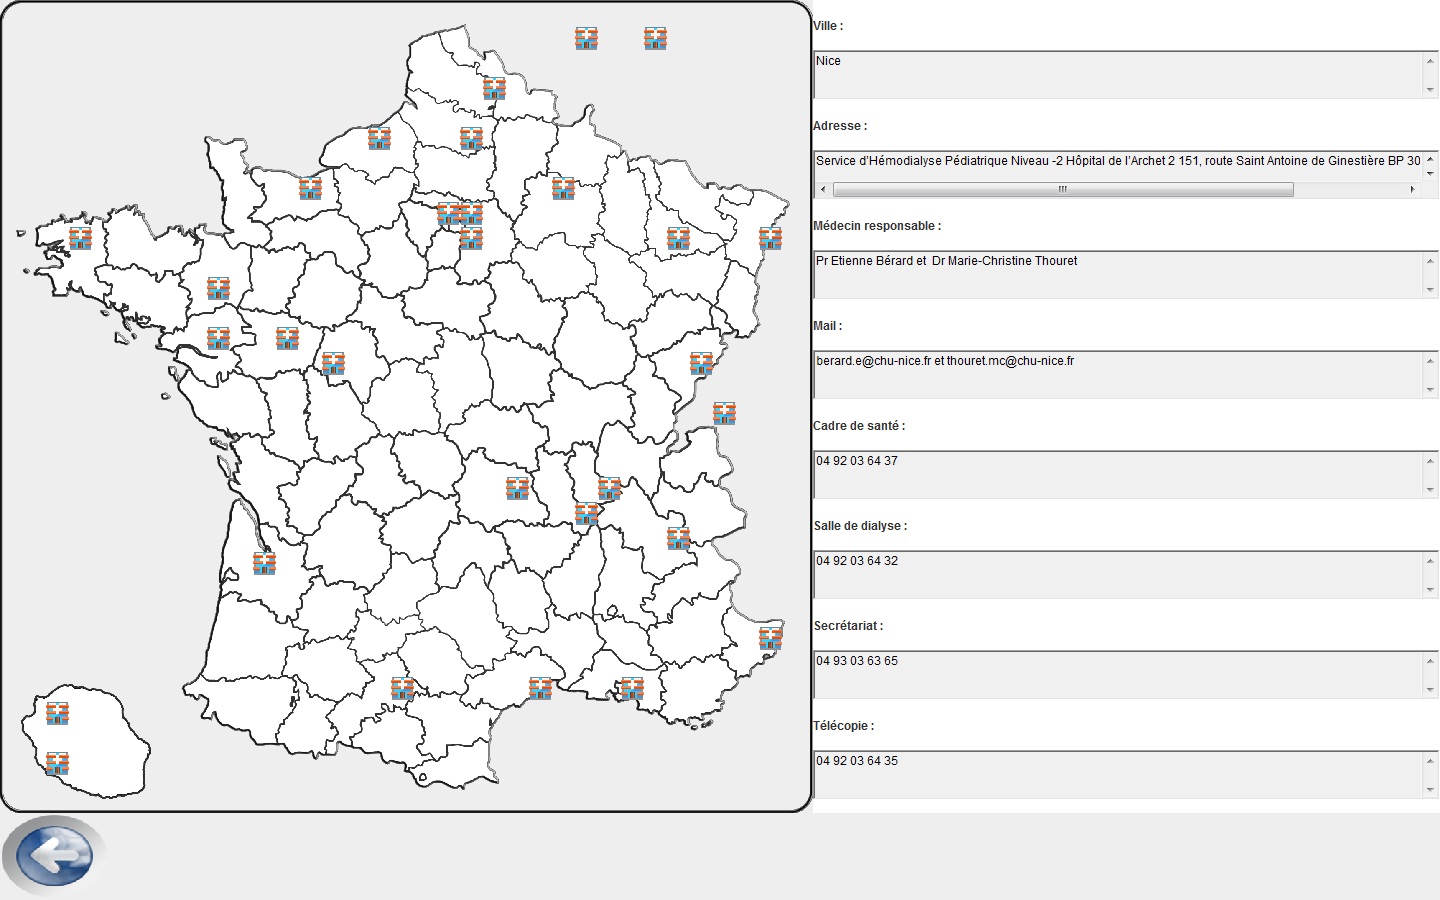 Ville :
Nice
Adresse :
Service d'Hémodialyse Pédiatrique Niveau -2 Hôpital de l'Archet 2 151, route Saint Antoine de Ginestière BP 30
Médecin responsable :
Pr Etienne Bérard et  Dr Marie-Christine Thouret
Mail :
berard.e@chu-nice.fr et thouret.mc@chu-nice.fr
Cadre de santé :
04 92 03 64 37
Salle de dialyse :
04 92 03 64 32
Secrétariat :
04 93 03 63 65
Télécopie :
04 92 03 64 35